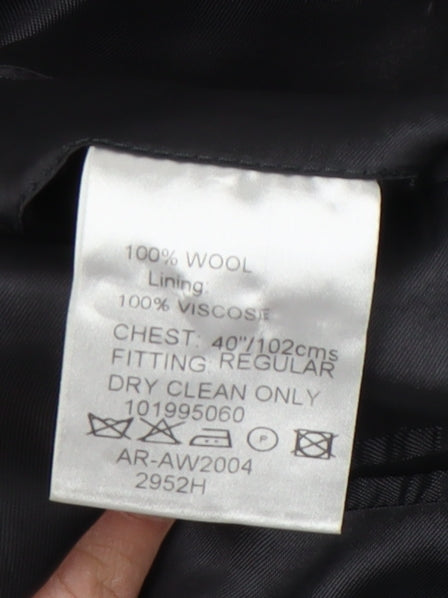 100% WOOL
Lining:
100% VISCOSE
CHEST: 40"/102cms
FITTING: REGULAR
DRY CLEAN ONLY
101995060
P
AR-AW2004
2952H